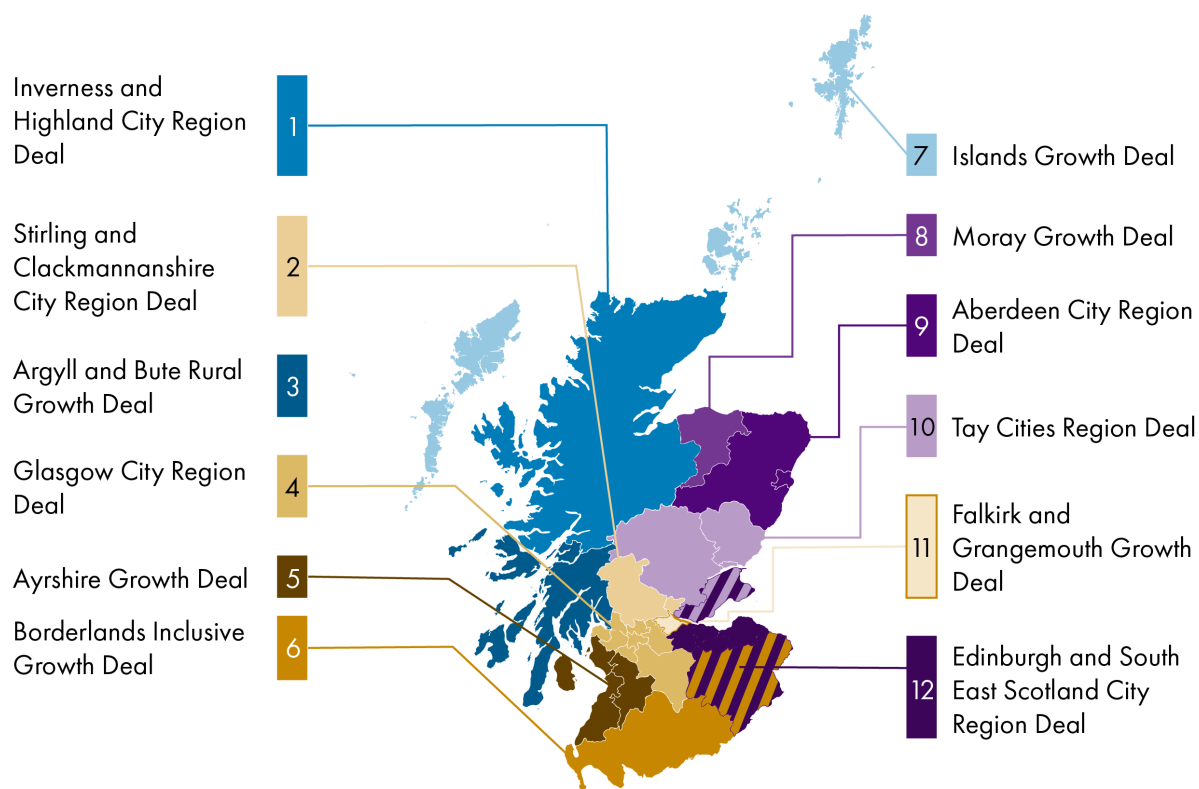 Inverness and
Highland City Region
Deal
1
Stirling and
Clackmannanshire
City Region Deal
2
Argyll and Bute Rural
Growth Deal
3
Glasgow City Region
Deal
4
Ayrshire Growth Deal
5
Borderlands Inclusive
Growth Deal
6
7
Islands Growth Deal
8
Moray Growth Deal
9
Aberdeen City Region
Deal
10
Tay Cities Region Deal
11
Falkirk and
Grangemouth Growth
Deal
12
Edinburgh and South
East Scotland City
Region Deal